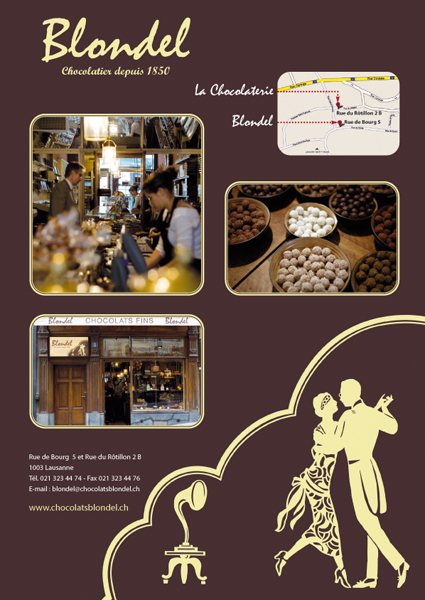 Blondel
Chocolatier depuis 1850
La Chocolaterie
Rue du Rôtillon 2 B
Blondel
Rue de Bourg 5
Blondel CHOCOLATS FINS Blondel
Blondel
Rue de Bourg 5 et Rue du Rôtillon 2 B
1003 Lausanne
Tél. 021 323 44 74 - Fax 021 323 44 76
E-mail : blondel@chocolatsblondel.ch
www.chocolatsblondel.ch